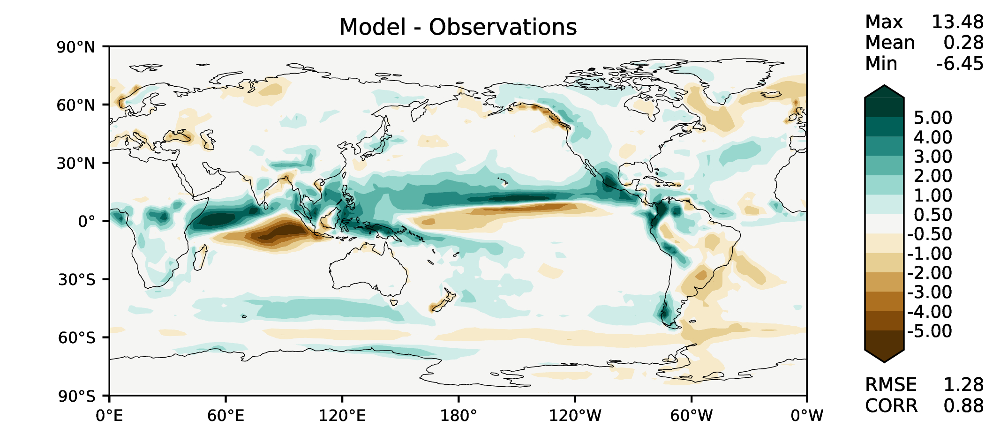 Model - Observations
Max 13.48
Mean 0.28
Min -6.45
90°N
60°N
30°N
0°
30°S
60°S
90°S
0°E 60°E 120°E 180° 120°W 60°W 0°W
5.00
4.00
3.00
2.00
1.00
0.50
-0.50
-1.00
-2.00
-3.00
-4.00
-5.00
RMSE 1.28
CORR 0.88